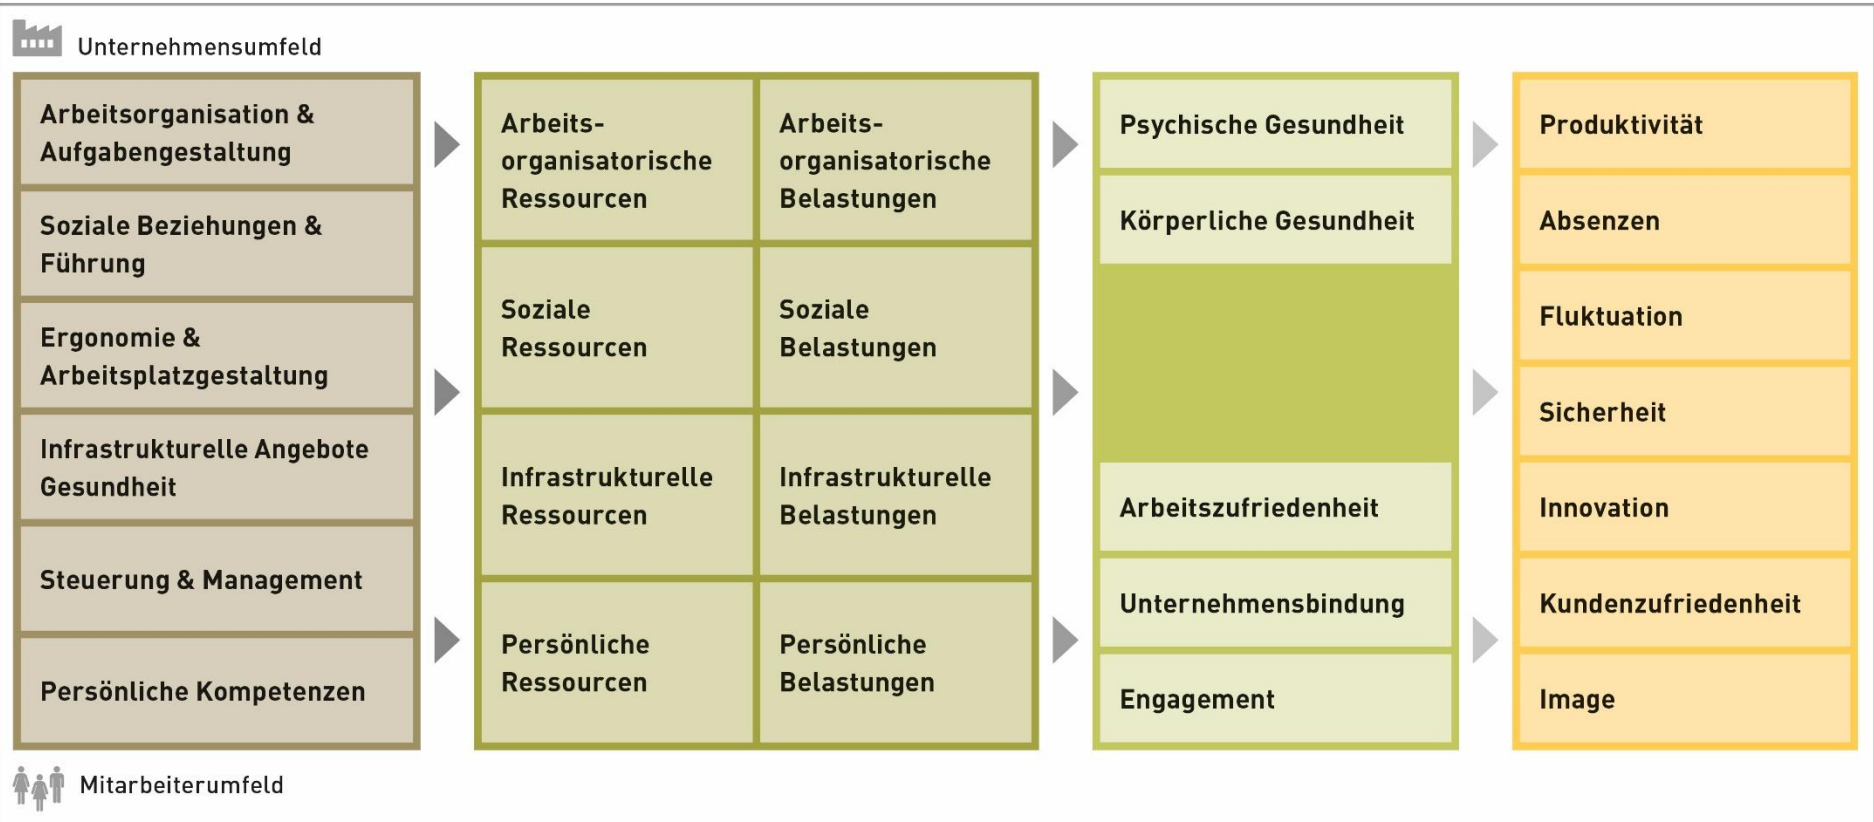 Unternehmensumfeld
Arbeitsorganisation &
Aufgabengestaltung
Soziale Beziehungen &
Führung
Ergonomie &
Arbeitsplatzgestaltung
Infrastrukturelle Angebote
Gesundheit
Steuerung & Management
Persönliche Kompetenzen
Arbeits-
organisatorische
Ressourcen
Arbeits-
organisatorische
Belastungen
Soziale
Ressourcen
Soziale
Belastungen
Infrastrukturelle
Ressourcen
Infrastrukturelle
Belastungen
Persönliche
Ressourcen
Persönliche
Belastungen
Psychische Gesundheit
Körperliche Gesundheit
Arbeitszufriedenheit
Unternehmensbindung
Engagement
Produktivität
Absenzen
Fluktuation
Sicherheit
Innovation
Kundenzufriedenheit
Image
Mitarbeiterumfeld